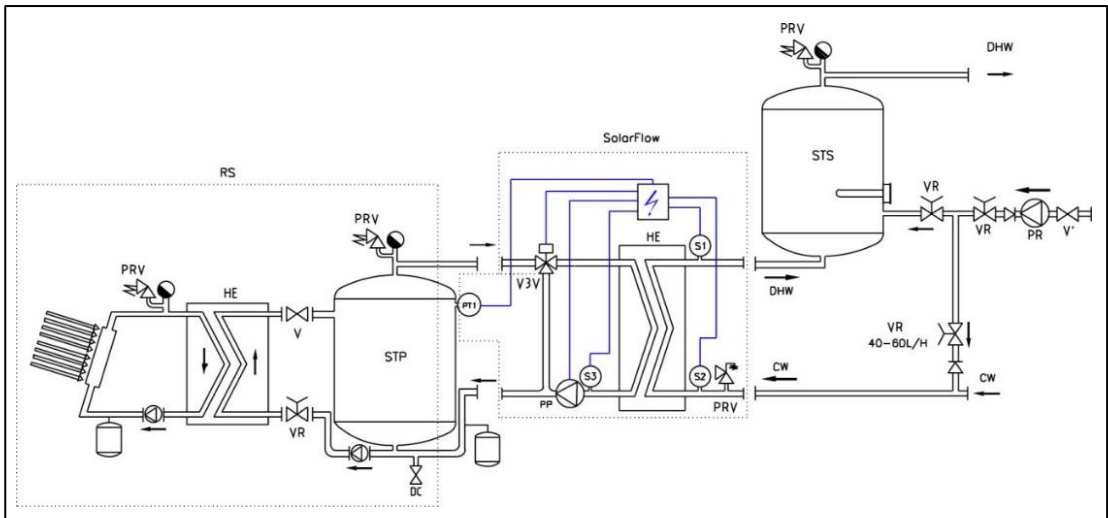 PRV
DHW
SolarFlow
STS
RS
VR
PRV
HE
S1
VR
PR
V'
PRV
HE
V3V
DHW
PT1
V
STP
VR
40-60L/H
S3
S2
CW
CW
PP
PRV
VR
DC